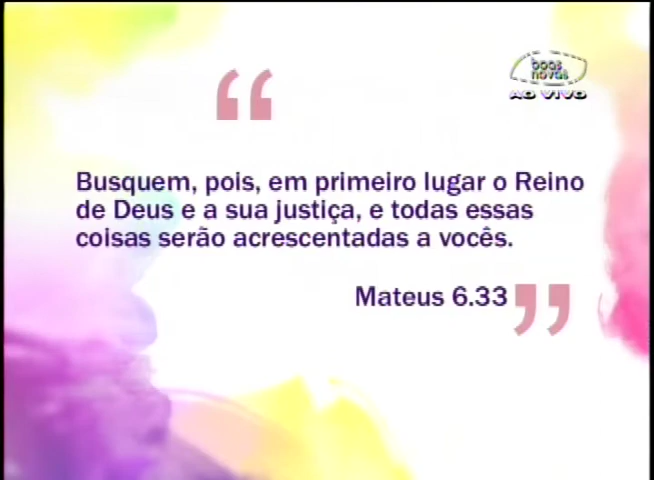 boas
novas
AO VIVO
“
Busquem, pois, em primeiro lugar o Reino
de Deus e a sua justiça, e todas essas
coisas serão acrescentadas a vocês.
Mateus 6.33
”